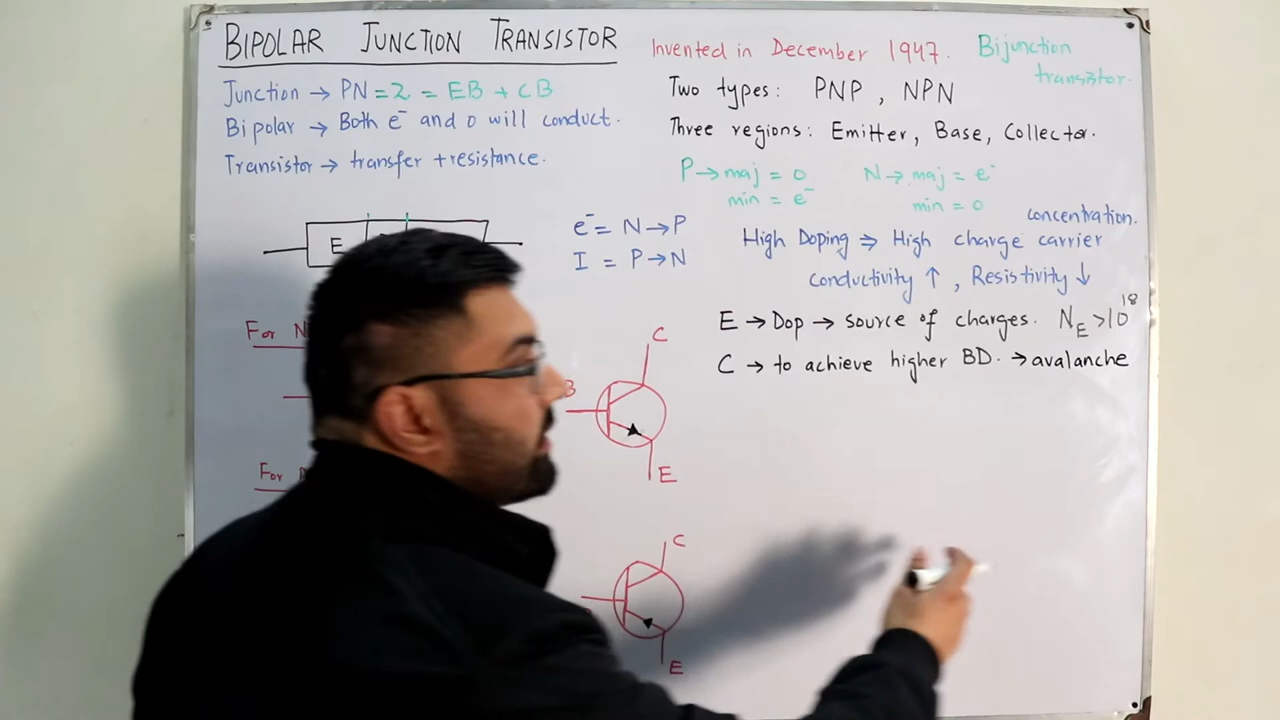 BIPOLAR JUNCTION TRANSISTOR
Invented in December 1947.
Bijunction
transistor.
Junction → PN = 2 = EB + CB
Bipolar → Both e⁻ and o will conduct.
Transistor → transfer + resistance.
Two types: PNP, NPN
Three regions: Emitter, Base, Collector.
P → maj = o
min = e⁻
N → maj = e⁻
min = o
E
e⁻ = N → P
I = P → N
concentration.
High Doping ⇒ High charge carrier
Conductivity ↑, Resistivity ↓
E → Dop → source of charges. N_E > 10¹⁸
C → to achieve higher BD. → avalanche
For N
C
B
E
For
C
E